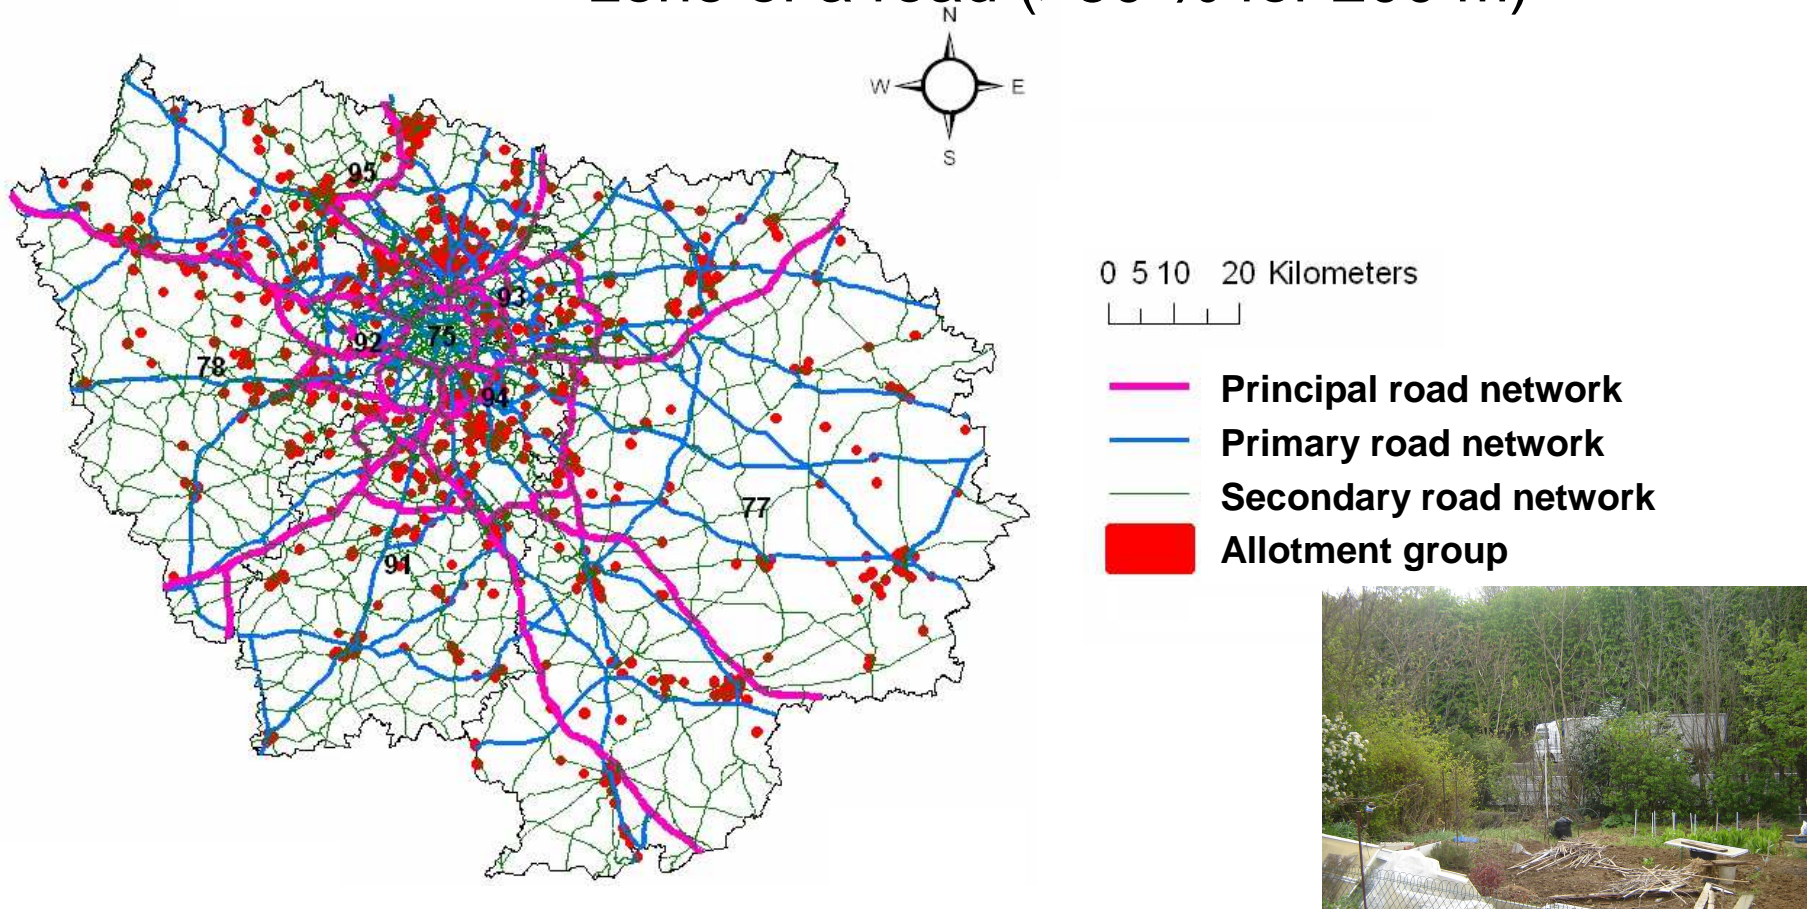 N
W E
S
95
93
75
92
78
94
77
91
0 5 10 20 Kilometers
Principal road network
Primary road network
Secondary road network
Allotment group